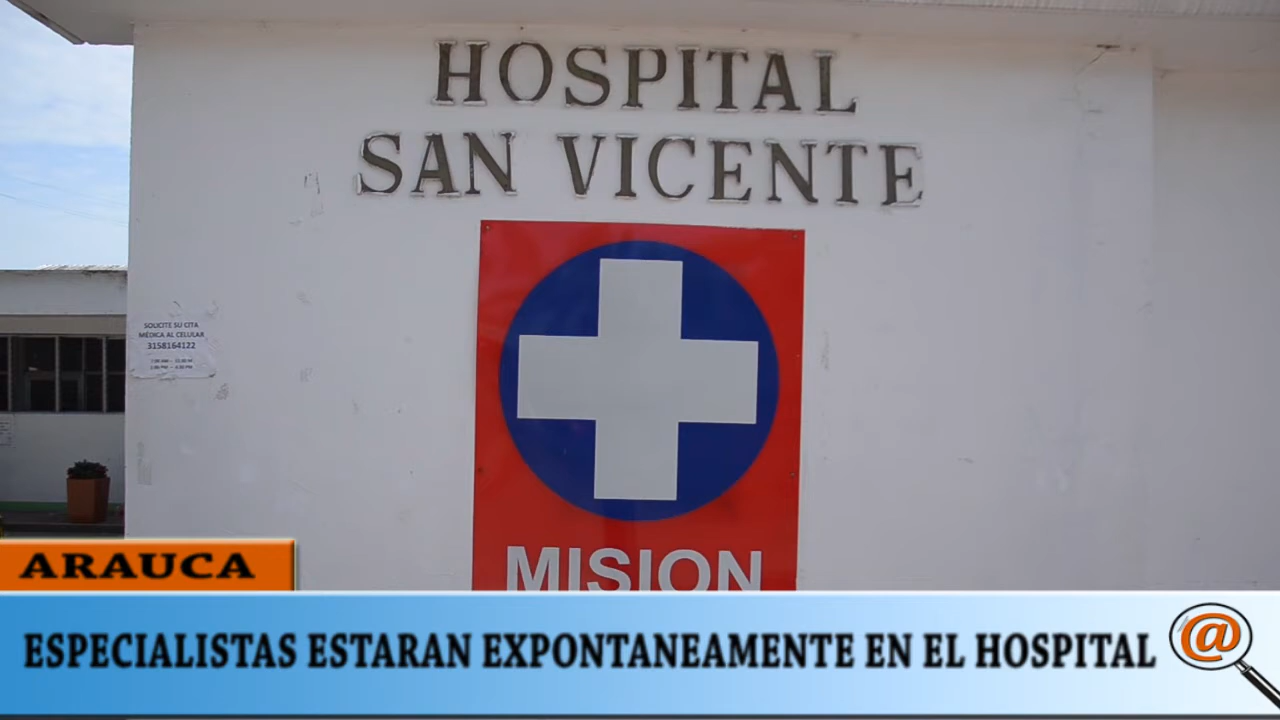 HOSPITAL
SAN VICENTE
SOLICITE SU CITA
MÉDICA AL CELULAR
3158164122
MISION
ARAUCA
ESPECIALISTAS ESTARAN EXPONTANEAMENTE EN EL HOSPITAL
@